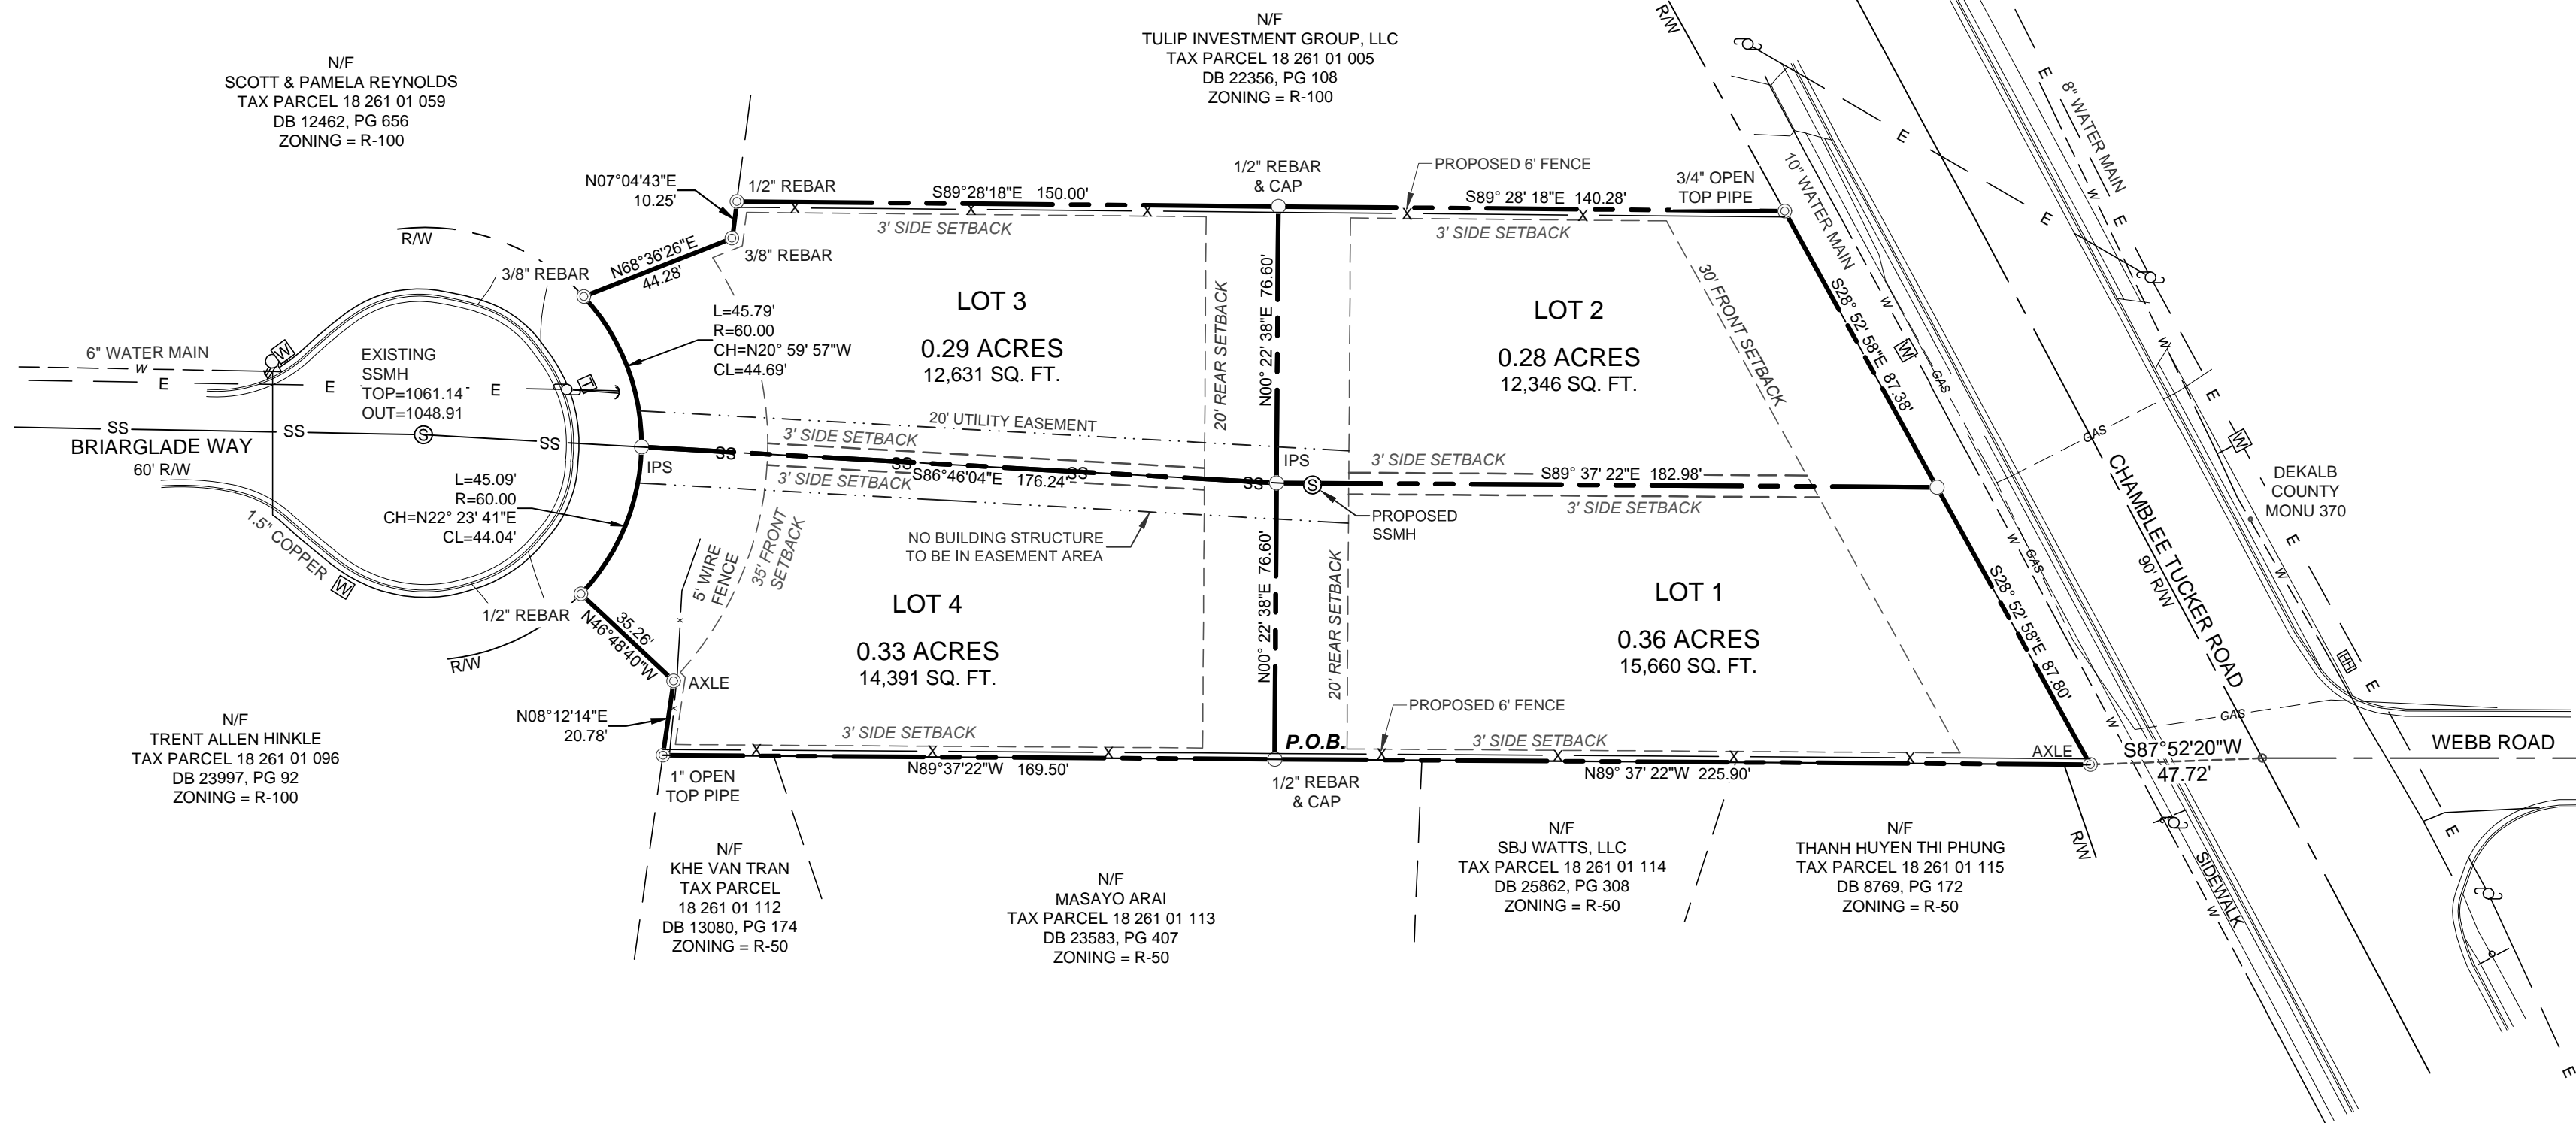 N/F
SCOTT & PAMELA REYNOLDS
TAX PARCEL 18 261 01 059
DB 12462, PG 656
ZONING = R-100
N/F
TULIP INVESTMENT GROUP, LLC
TAX PARCEL 18 261 01 005
DB 22356, PG 108
ZONING = R-100
R/W
E
8" WATER MAIN
W
E
E
E
N07°04'43"E
10.25'
1/2" REBAR
S89°28'18"E 150.00'
1/2" REBAR
& CAP
PROPOSED 6' FENCE
S89° 28' 18"E 140.28'
3/4" OPEN
TOP PIPE
10" WATER MAIN
X
X
X
X
X
3' SIDE SETBACK
3' SIDE SETBACK
R/W
N68°36'26"E
44.28'
3/8" REBAR
3/8" REBAR
LOT 3
0.29 ACRES
12,631 SQ. FT.
L=45.79'
R=60.00
CH=N20° 59' 57"W
CL=44.69'
20' REAR SETBACK
N00° 22' 38"E 76.60'
LOT 2
0.28 ACRES
12,346 SQ. FT.
30' FRONT SETBACK
S28° 52' 58"E 87.38'
W
W
GAS
W
E
6" WATER MAIN
W
E
W
EXISTING
SSMH
TOP=1061.14
OUT=1048.91
E
E
T
S
SS
SS
SS
BRIARGLADE WAY
60' R/W
20' UTILITY EASEMENT
3' SIDE SETBACK
SS
SS
SS
SS
S86°46'04"E 176.24'
3' SIDE SETBACK
IPS
IPS
S
3' SIDE SETBACK
S89° 37' 22"E 182.98'
3' SIDE SETBACK
PROPOSED
SSMH
GAS
W
CHAMBLEE TUCKER ROAD
90' R/W
DEKALB
COUNTY
MONU 370
E
W
L=45.09'
R=60.00
CH=N22° 23' 41"E
CL=44.04'
1.5" COPPER
W
1/2" REBAR
R/W
35.26'
N46°48'40"W
5' WIRE
FENCE
X
35' FRONT
SETBACK
NO BUILDING STRUCTURE
TO BE IN EASEMENT AREA
LOT 4
0.33 ACRES
14,391 SQ. FT.
N00° 22' 38"E 76.60'
20' REAR SETBACK
LOT 1
0.36 ACRES
15,660 SQ. FT.
S28° 52' 58"E 87.80'
W
GAS
W
HH
E
AXLE
N08°12'14"E
20.78'
X
3' SIDE SETBACK
P.O.B.
PROPOSED 6' FENCE
3' SIDE SETBACK
AXLE
S87°52'20"W
47.72'
GAS
WEBB ROAD
X
X
X
X
X
X
X
1" OPEN
TOP PIPE
N89°37'22"W 169.50'
1/2" REBAR
& CAP
N89° 37' 22"W 225.90'
N/F
TRENT ALLEN HINKLE
TAX PARCEL 18 261 01 096
DB 23997, PG 92
ZONING = R-100
N/F
KHE VAN TRAN
TAX PARCEL
18 261 01 112
DB 13080, PG 174
ZONING = R-50
N/F
MASAYO ARAI
TAX PARCEL 18 261 01 113
DB 23583, PG 407
ZONING = R-50
N/F
SBJ WATTS, LLC
TAX PARCEL 18 261 01 114
DB 25862, PG 308
ZONING = R-50
N/F
THANH HUYEN THI PHUNG
TAX PARCEL 18 261 01 115
DB 8769, PG 172
ZONING = R-50
R/W
SIDEWALK
W
E
E